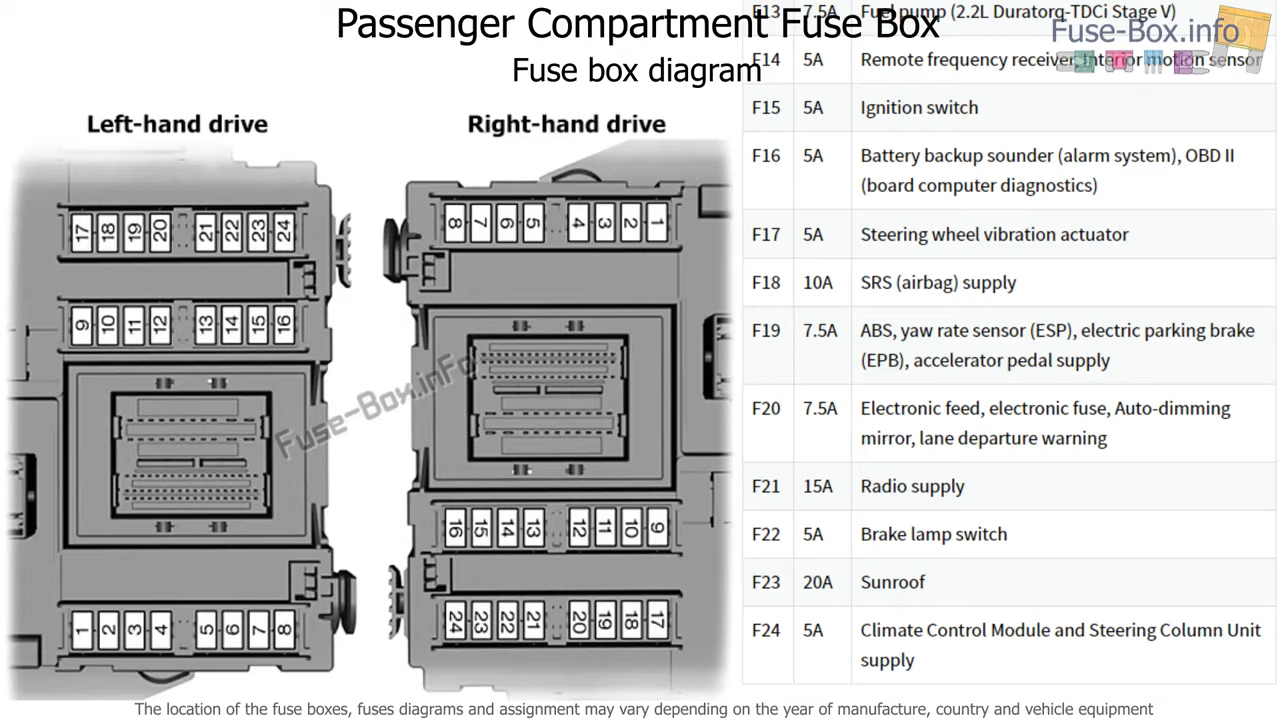 Passenger Compartment Fuse Box
Fuse box diagram
Fuse-Box.info
Left-hand drive
17 18 19 20 21 22 23 24
9 10 11 12 13 14 15 16
1 2 3 4 5 6 7 8
Right-hand drive
8 7 6 5 4 3 2 1
16 15 14 13 12 11 10 9
24 23 22 21 20 19 18 17
Fuse-Box.info
F13 7.5A Fuel pump (2.2L Duratorq-TDCi Stage V)
F14 5A Remote frequency receiver, Interior motion sensor
F15 5A Ignition switch
F16 5A Battery backup sounder (alarm system), OBD II
(board computer diagnostics)
F17 5A Steering wheel vibration actuator
F18 10A SRS (airbag) supply
F19 7.5A ABS, yaw rate sensor (ESP), electric parking brake
(EPB), accelerator pedal supply
F20 7.5A Electronic feed, electronic fuse, Auto-dimming
mirror, lane departure warning
F21 15A Radio supply
F22 5A Brake lamp switch
F23 20A Sunroof
F24 5A Climate Control Module and Steering Column Unit
supply
The location of the fuse boxes, fuses diagrams and assignment may vary depending on the year of manufacture, country and vehicle equipment